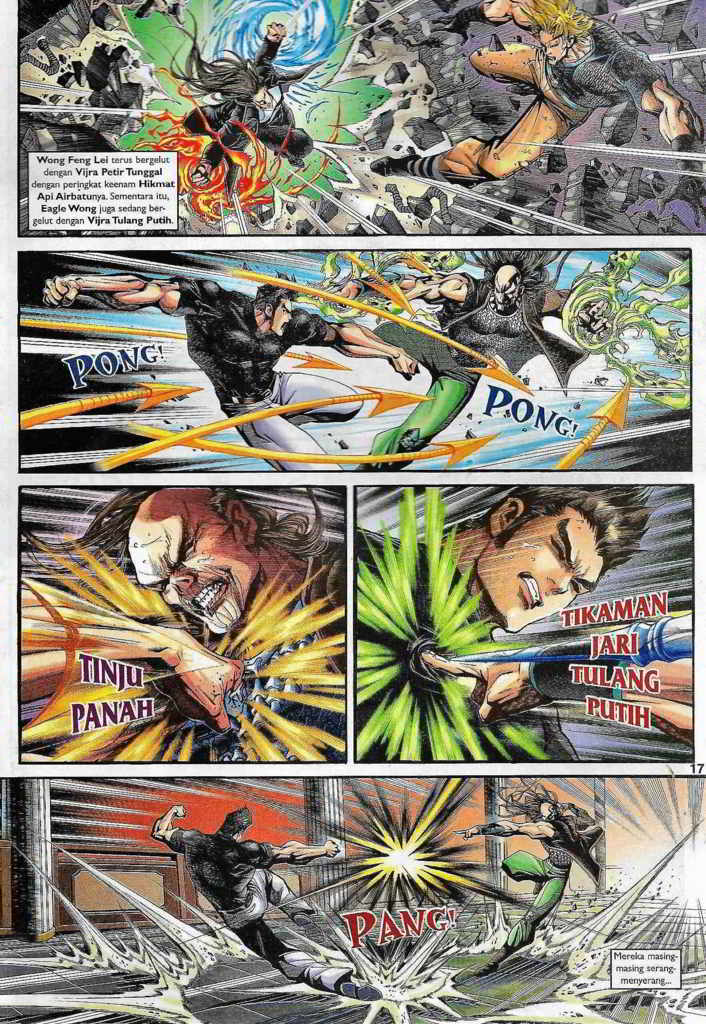 Wong Feng Lei terus bergelut
dengan Vijra Petir Tunggal
dengan peringkat keenam Hikmat
Api Airbatunya. Sementara itu,
Eagle Wong juga sedang ber-
gelut dengan Vijra Tulang Putih.
PONG!
PONG!
TINJU
PANAH
TIKAMAN
JARI
TULANG
PUTIH
17
PANG!
Mereka masing-
masing serang-
menyerang...